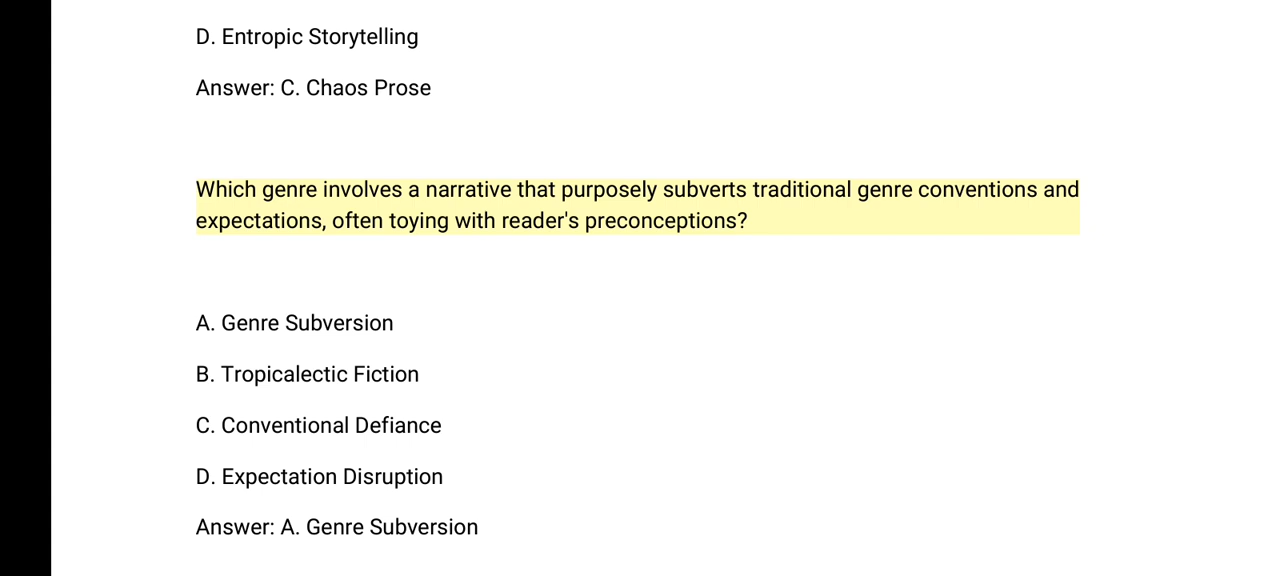 D. Entropic Storytelling
Answer: C. Chaos Prose
Which genre involves a narrative that purposely subverts traditional genre conventions and
expectations, often toying with reader's preconceptions?
A. Genre Subversion
B. Tropicalectic Fiction
C. Conventional Defiance
D. Expectation Disruption
Answer: A. Genre Subversion